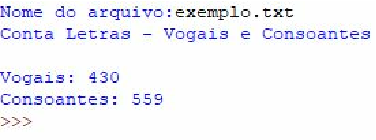 Nome do arquivo:exemplo.txt
Conta Letras - Vogais e Consoantes
Vogais: 430
Consoantes: 559
>>>